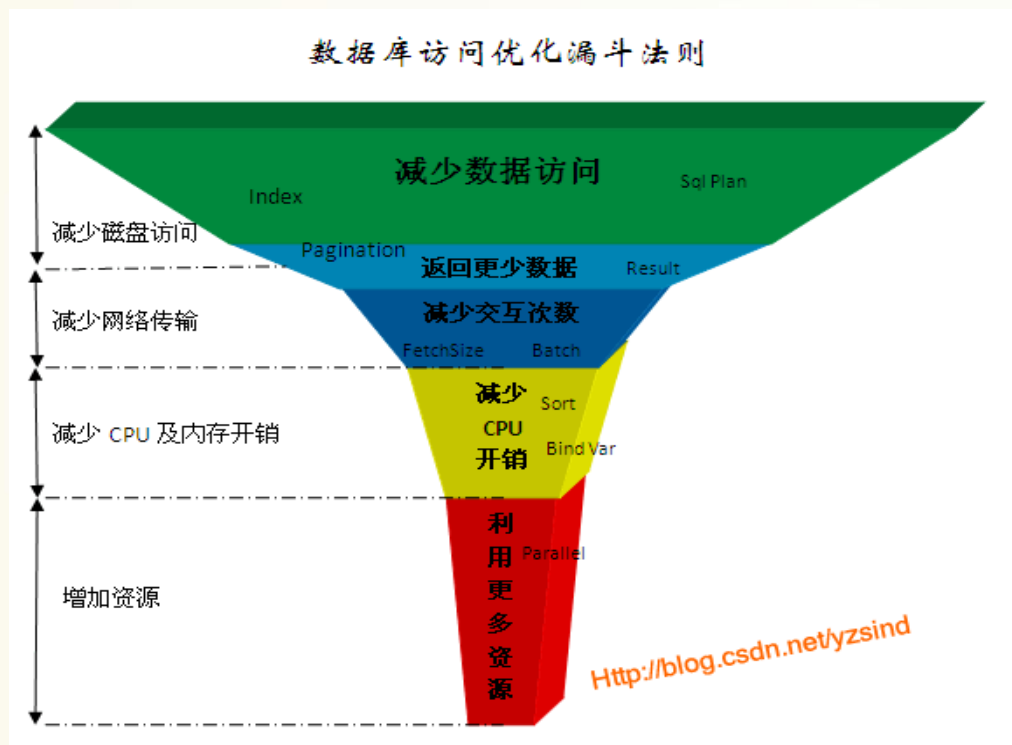 数据库访问优化漏斗法则
减少数据访问
Sql Plan
Index
减少磁盘访问
Pagination
返回更少数据
Result
减少网络传输
减少交互次数
FetchSize
Batch
减少
Sort
CPU
减少 CPU 及内存开销
Bind Var
开销
利用更多资源
Parallel
增加资源
Http://blog.csdn.net/yzsind